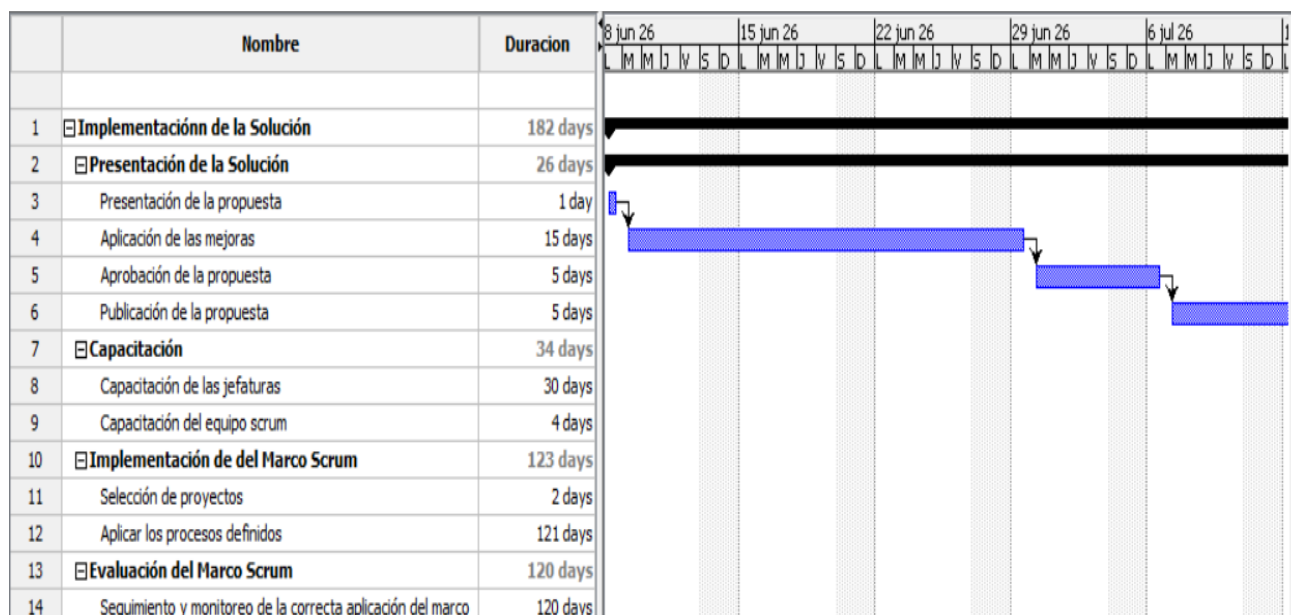 Nombre Duracion 8 jun 26 15 jun 26 22 jun 26 29 jun 26 6 jul 26 1
L M M J V S D L M M J V S D L M M J V S D L M M J V S D L M M J V S D L
1 Implementaciónn de la Solución 182 days
2 Presentación de la Solución 26 days
3 Presentación de la propuesta 1 day
4 Aplicación de las mejoras 15 days
5 Aprobación de la propuesta 5 days
6 Publicación de la propuesta 5 days
7 Capacitación 34 days
8 Capacitación de las jefaturas 30 days
9 Capacitación del equipo scrum 4 days
10 Implementación de del Marco Scrum 123 days
11 Selección de proyectos 2 days
12 Aplicar los procesos definidos 121 days
13 Evaluación del Marco Scrum 120 days
14 Seguimiento y monitoreo de la correcta aplicación del marco 120 days